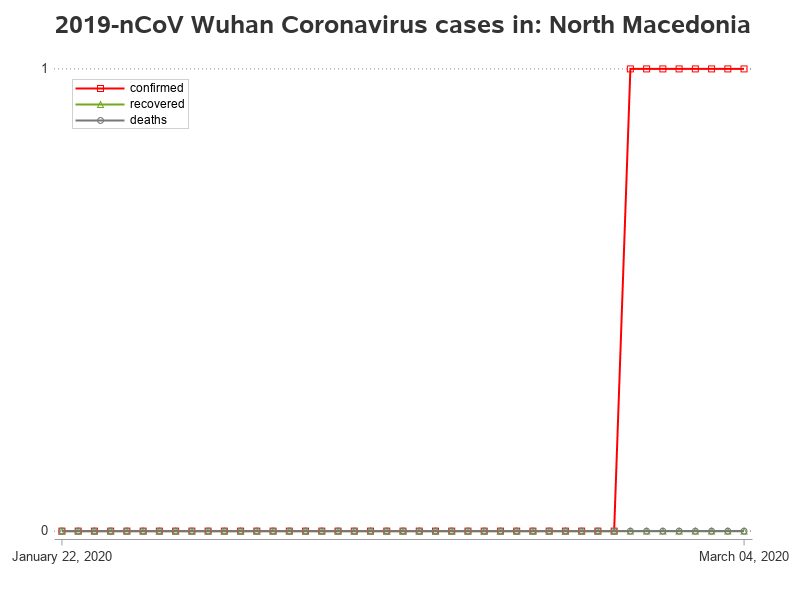 2019-nCoV Wuhan Coronavirus cases in: North Macedonia
1
confirmed
recovered
deaths
0
January 22, 2020
March 04, 2020